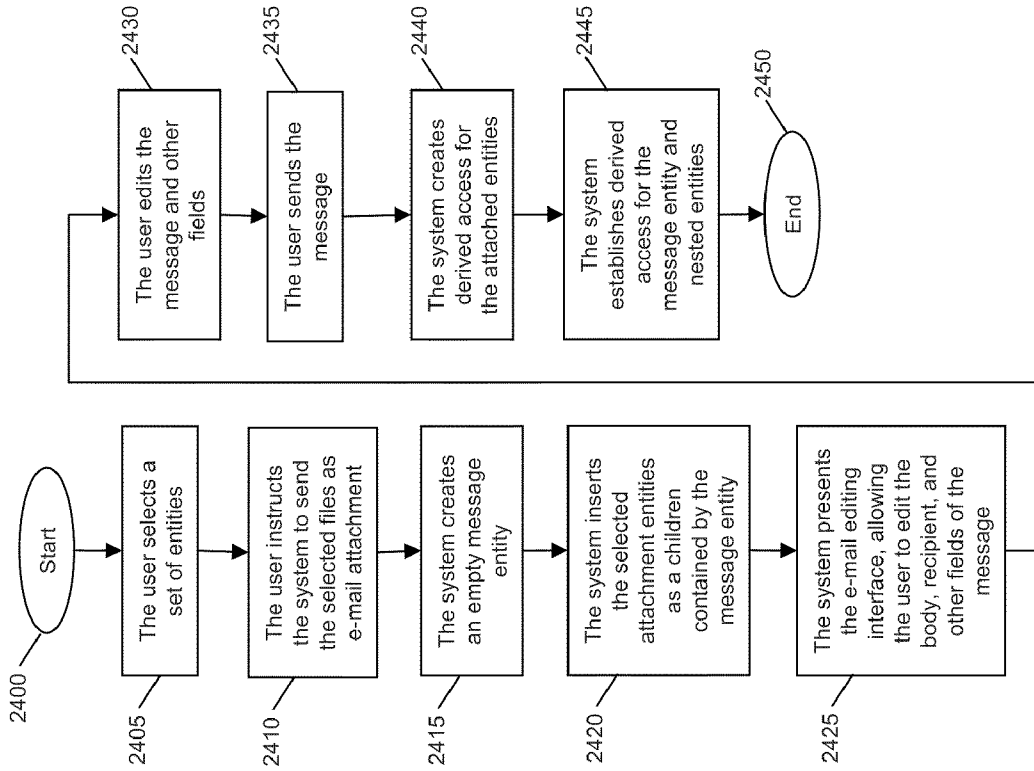 2400
Start
2405
The user selects a
set of entities
2410
The user instructs
the system to send
the selected files as
e-mail attachment
2415
The system creates
an empty message
entity
2420
The system inserts
the selected
attachment entities
as a children
contained by the
message entity
2425
The system presents
the e-mail editing
interface, allowing
the user to edit the
body, recipient, and
other fields of the
message
2430
The user edits the
message and other
fields
2435
The user sends the
message
2440
The system creates
derived access for
the attached entities
2445
The system
establishes derived
access for the
message entity and
nested entities
2450
End